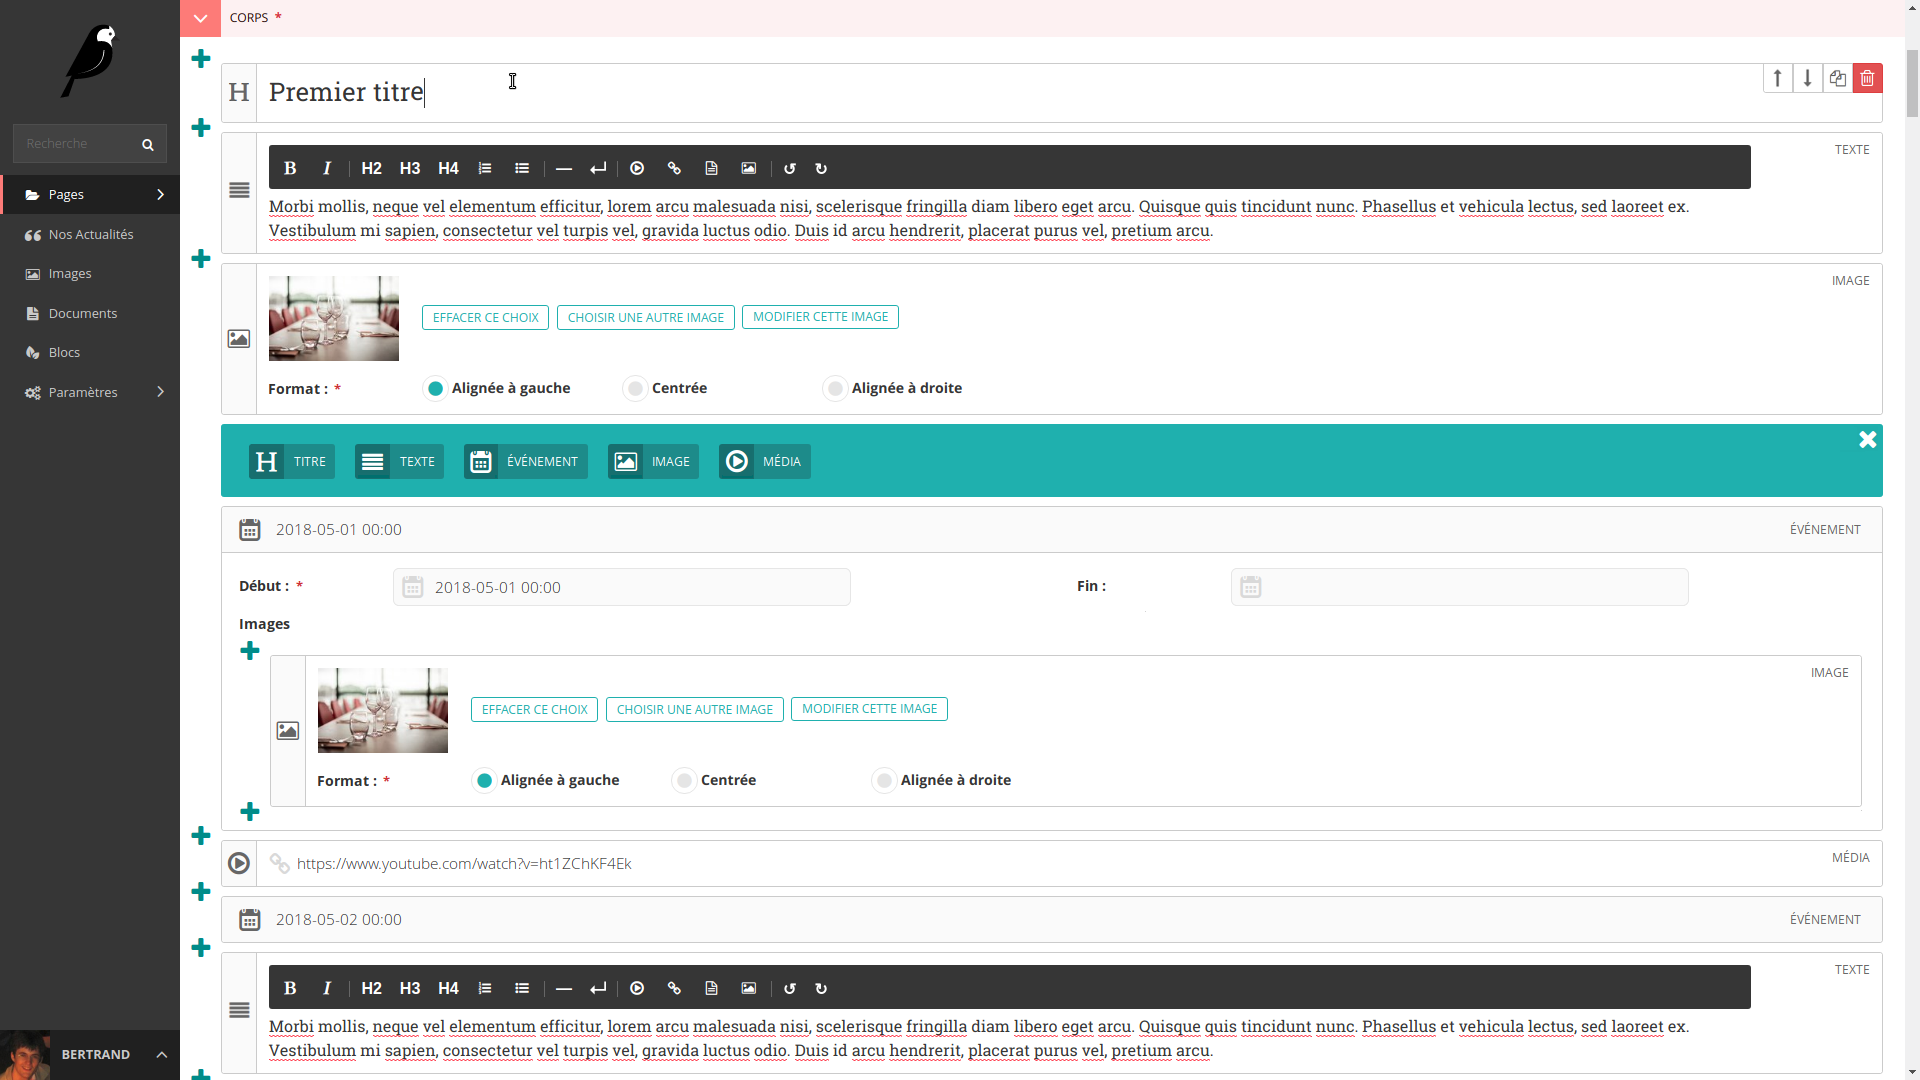 CORPS *
Premier titre
Recherche
Pages
Nos Actualités
Images
Documents
Blocs
Paramètres
BERTRAND
TEXTE
B I H2 H3 H4
Morbi mollis, neque vel elementum efficitur, lorem arcu malesuada nisi, scelerisque fringilla diam libero eget arcu. Quisque quis tincidunt nunc. Phasellus et vehicula lectus, sed laoreet ex.
Vestibulum mi sapien, consectetur vel turpis vel, gravida luctus odio. Duis id arcu hendrerit, placerat purus vel, pretium arcu.
IMAGE
EFFACER CE CHOIX CHOISIR UNE AUTRE IMAGE MODIFIER CETTE IMAGE
Format : * Alignée à gauche Centrée Alignée à droite
H TITRE TEXTE ÉVÉNEMENT IMAGE MÉDIA
2018-05-01 00:00 ÉVÉNEMENT
Début : * 2018-05-01 00:00 Fin :
Images
IMAGE
EFFACER CE CHOIX CHOISIR UNE AUTRE IMAGE MODIFIER CETTE IMAGE
Format : * Alignée à gauche Centrée Alignée à droite
https://www.youtube.com/watch?v=ht1ZChKF4Ek MÉDIA
2018-05-02 00:00 ÉVÉNEMENT
TEXTE
B I H2 H3 H4
Morbi mollis, neque vel elementum efficitur, lorem arcu malesuada nisi, scelerisque fringilla diam libero eget arcu. Quisque quis tincidunt nunc. Phasellus et vehicula lectus, sed laoreet ex.
Vestibulum mi sapien, consectetur vel turpis vel, gravida luctus odio. Duis id arcu hendrerit, placerat purus vel, pretium arcu.